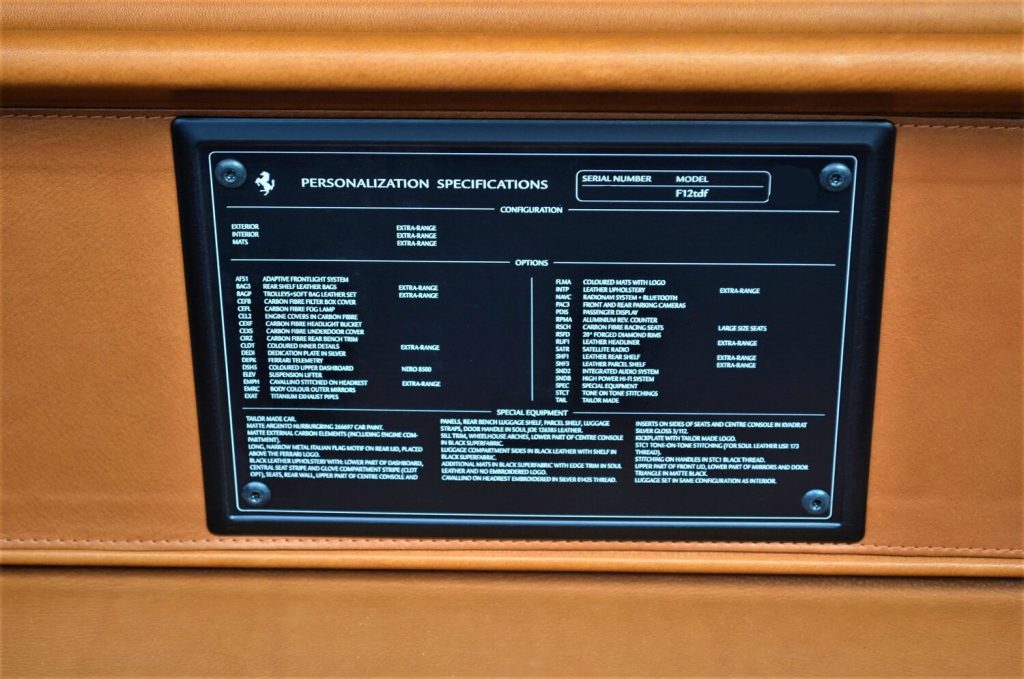 PERSONALIZATION SPECIFICATIONS
SERIAL NUMBER MODEL
F12tdf
CONFIGURATION
EXTERIOR EXTRA-RANGE
INTERIOR EXTRA-RANGE
MATS EXTRA-RANGE
OPTIONS
AFS1 ADAPTIVE FRONTLIGHT SYSTEM
BAG3 REAR SHELF LEATHER BAGS EXTRA-RANGE
BAGP TROLLEYS+SOFT BAG LEATHER SET EXTRA-RANGE
CEFB CARBON FIBRE FILTER BOX COVER
CEFL CARBON FIBRE FOG LAMP
CEL2 ENGINE COVERS IN CARBON FIBRE
CEXF CARBON FIBRE HEADLIGHT BUCKET
CEXS CARBON FIBRE UNDERDOOR COVER
CIRZ CARBON FIBRE REAR BENCH TRIM
CLDT COLOURED INNER DETAILS EXTRA-RANGE
DEDI DEDICATION PLATE IN SILVER
DEPK FERRARI TELEMETRY
DSHS COLOURED UPPER DASHBOARD NERO 8500
ELEV SUSPENSION LIFTER
EMPH CAVALLINO STITCHED ON HEADREST EXTRA-RANGE
EMRC BODY COLOUR OUTER MIRRORS
EXAT TITANIUM EXHAUST PIPES
FLMA COLOURED MATS WITH LOGO
INTP LEATHER UPHOLSTERY EXTRA-RANGE
NAVC RADIONAVI SYSTEM + BLUETOOTH
PAC3 FRONT AND REAR PARKING CAMERAS
PDIS PASSENGER DISPLAY
RPMA ALUMINIUM REV. COUNTER
RSCH CARBON FIBRE RACING SEATS LARGE SIZE SEATS
RSFD 20" FORGED DIAMOND RIMS
RUF1 LEATHER HEADLINER EXTRA-RANGE
SATR SATELLITE RADIO
SHF1 LEATHER REAR SHELF EXTRA-RANGE
SHF3 LEATHER PARCEL SHELF EXTRA-RANGE
SND2 INTEGRATED AUDIO SYSTEM
SNDB HIGH POWER HI-FI SYSTEM
SPEC SPECIAL EQUIPMENT
STCT TONE ON TONE STITCHINGS
TAIL TAILOR MADE
SPECIAL EQUIPMENT
TAILOR MADE CAR.
MATTE ARGENTO NURBURGRING 266697 CAR PAINT.
MATTE EXTERNAL CARBON ELEMENTS (INCLUDING ENGINE COM-
PARTMENT).
LONG, NARROW METAL ITALIAN FLAG MOTIF ON REAR LID, PLACED
ABOVE THE FERRARI LOGO.
BLACK LEATHER UPHOLSTERY WITH: LOWER PART OF DASHBOARD,
CENTRAL SEAT STRIPE AND GLOVE COMPARTMENT STRIPE (CLDT
OPT), SEATS, REAR WALL, UPPER PART OF CENTRE CONSOLE AND
PANELS, REAR BENCH LUGGAGE SHELF, PARCEL SHELF, LUGGAGE
STRAPS, DOOR HANDLE IN SOUL JOE 126385 LEATHER.
SILL TRIM, WHEELHOUSE ARCHES, LOWER PART OF CENTRE CONSOLE
IN BLACK SUPERFABRIC.
LUGGAGE COMPARTMENT SIDES IN BLACK LEATHER WITH SHELF IN
BLACK SUPERFABRIC.
ADDITIONAL MATS IN BLACK SUPERFABRIC WITH EDGE TRIM IN SOUL
LEATHER AND NO EMBROIDERED LOGO.
CAVALLINO ON HEADREST EMBROIDERED IN SILVER 01425 THREAD.
INSERTS ON SIDES OF SEATS AND CENTRE CONSOLE IN KVADRAT
SILVER GLOSS 3/112.
KICKPLATE WITH TAILOR MADE LOGO.
STC1 TONE-ON-TONE STITCHING (FOR SOUL LEATHER USE 173
THREAD).
STITCHING ON HANDLES IN STC1 BLACK THREAD.
UPPER PART OF FRONT LID, LOWER PART OF MIRRORS AND DOOR
TRIANGLE IN MATTE BLACK.
LUGGAGE SET IN SAME CONFIGURATION AS INTERIOR.